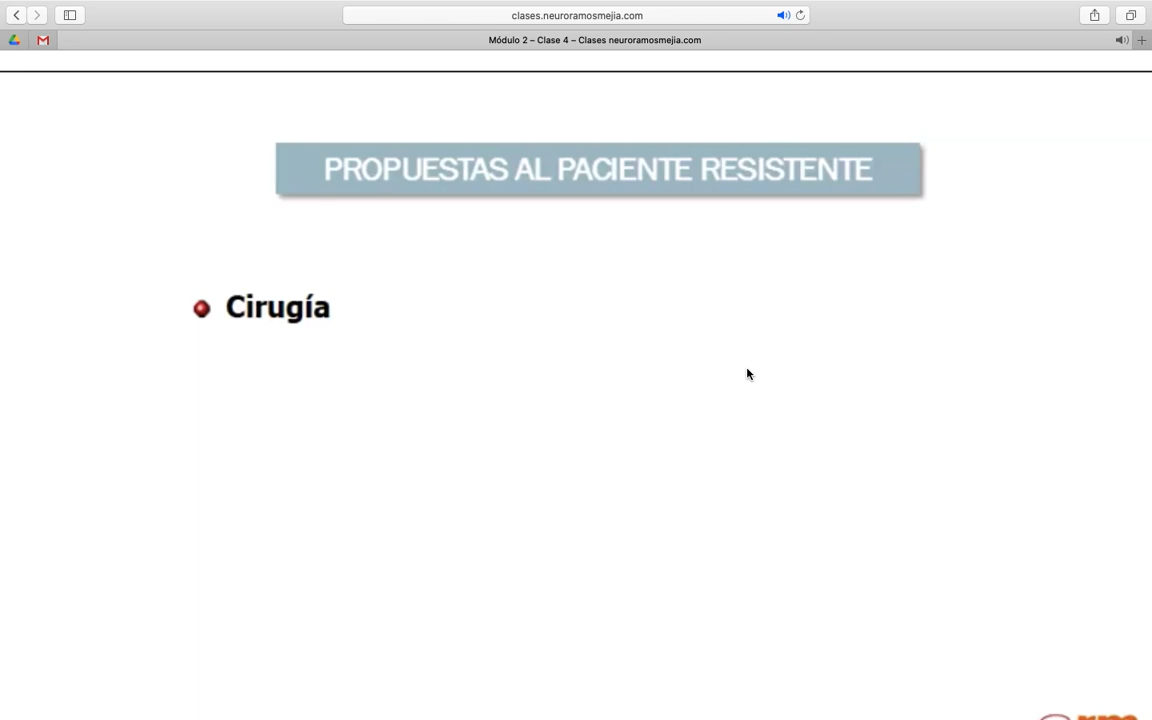 clases.neuroramosmejia.com
Módulo 2 – Clase 4 – Clases neuroramosmejia.com
PROPUESTAS AL PACIENTE RESISTENTE
Cirugía